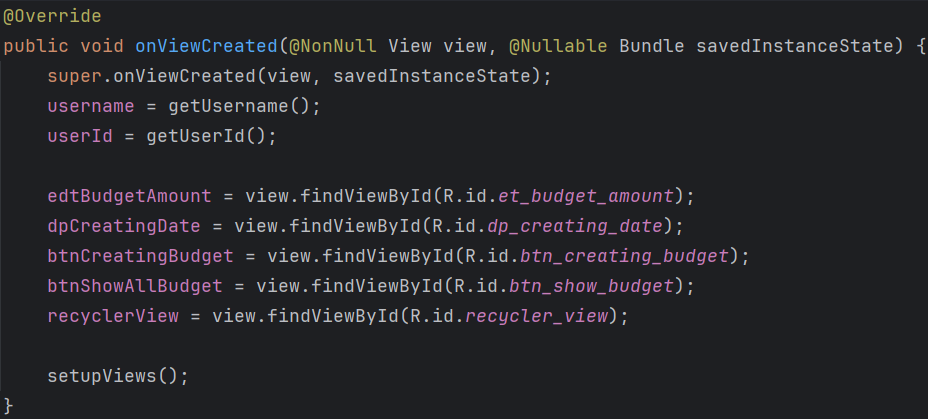 @Override
public void onViewCreated(@NonNull View view, @Nullable Bundle savedInstanceState) {
    super.onViewCreated(view, savedInstanceState);
    username = getUsername();
    userId = getUserId();

    edtBudgetAmount = view.findViewById(R.id.et_budget_amount);
    dpCreatingDate = view.findViewById(R.id.dp_creating_date);
    btnCreatingBudget = view.findViewById(R.id.btn_creating_budget);
    btnShowAllBudget = view.findViewById(R.id.btn_show_budget);
    recyclerView = view.findViewById(R.id.recycler_view);

    setupViews();
}